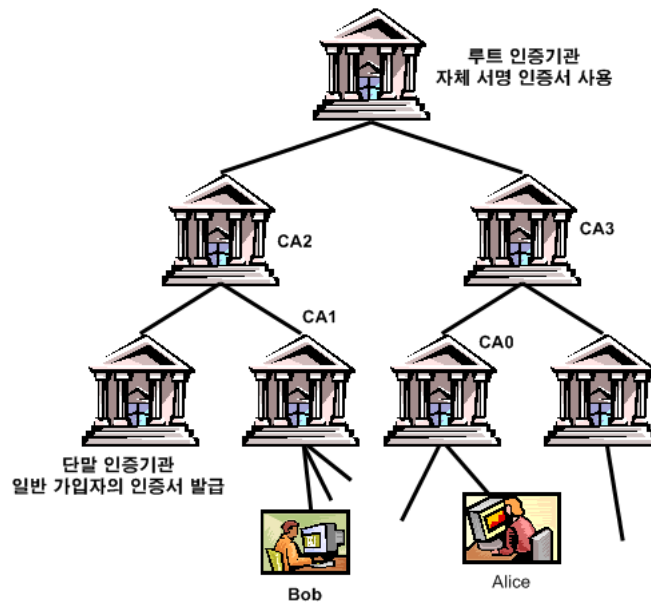 루트 인증기관
자체 서명 인증서 사용
CA2
CA3
CA1
CA0
단말 인증기관
일반 가입자의 인증서 발급
Bob
Alice